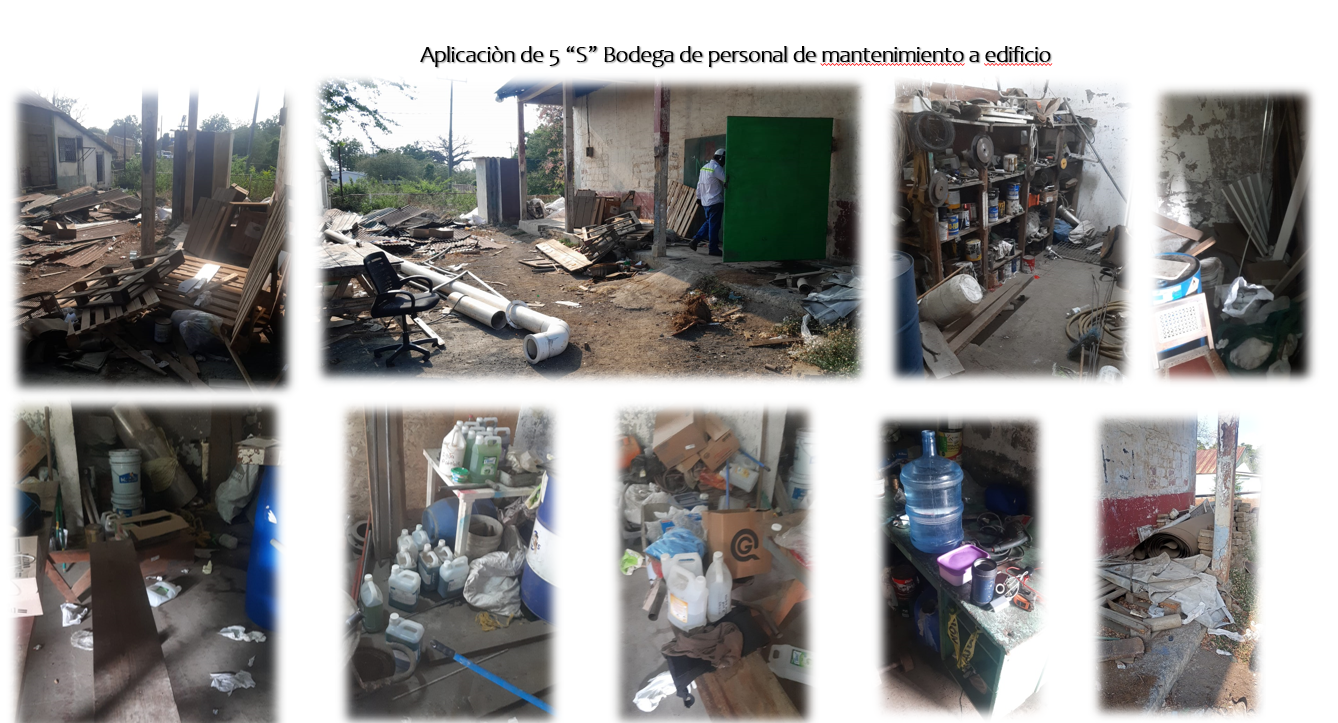 Aplicaciòn de 5 “S” Bodega de personal de mantenimiento a edificio